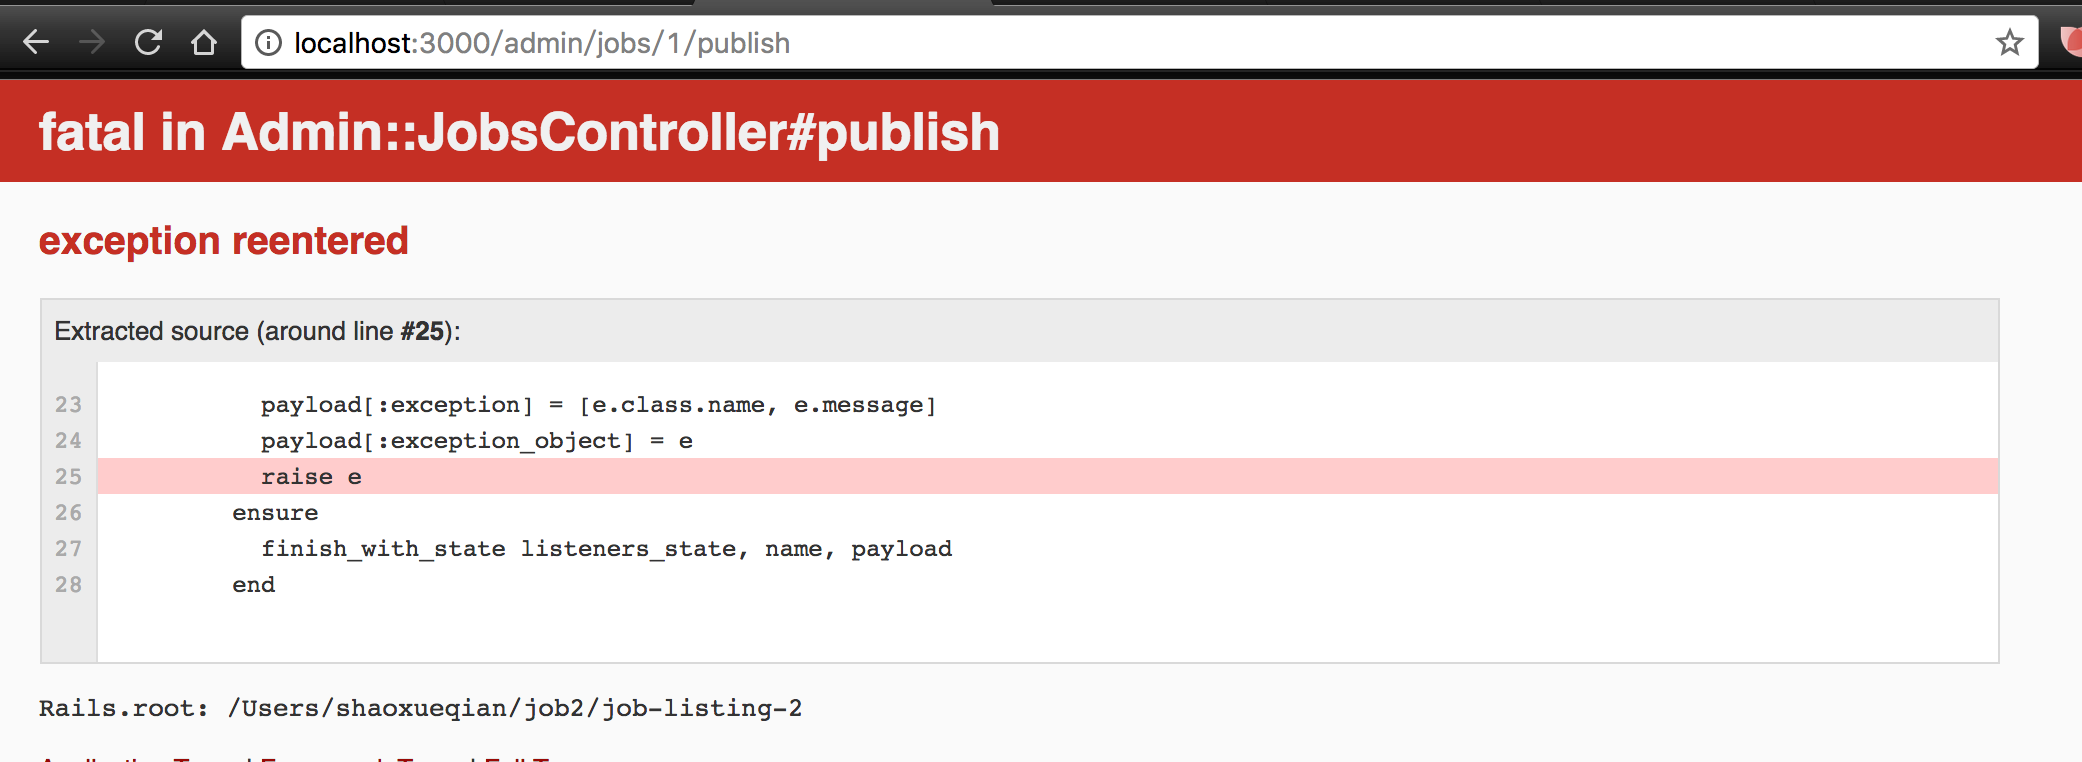 localhost:3000/admin/jobs/1/publish
fatal in Admin::JobsController#publish
exception reentered
Extracted source (around line #25):
23 payload[:exception] = [e.class.name, e.message]
24 payload[:exception_object] = e
25 raise e
26 ensure
27 finish_with_state listeners_state, name, payload
28 end
Rails.root: /Users/shaoxueqian/job2/job-listing-2